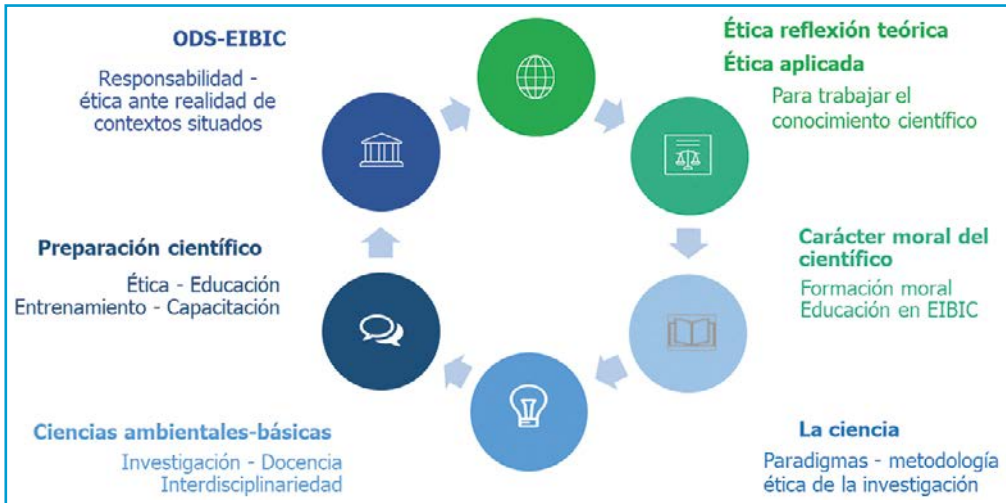 ODS-EIBIC
Responsabilidad -
ética ante realidad de
contextos situados
Ética reflexión teórica
Ética aplicada
Para trabajar el
conocimiento científico
Preparación científico
Ética - Educación
Entrenamiento - Capacitación
Carácter moral del
científico
Formación moral
Educación en EIBIC
Ciencias ambientales-básicas
Investigación - Docencia
Interdisciplinariedad
La ciencia
Paradigmas - metodología
ética de la investigación